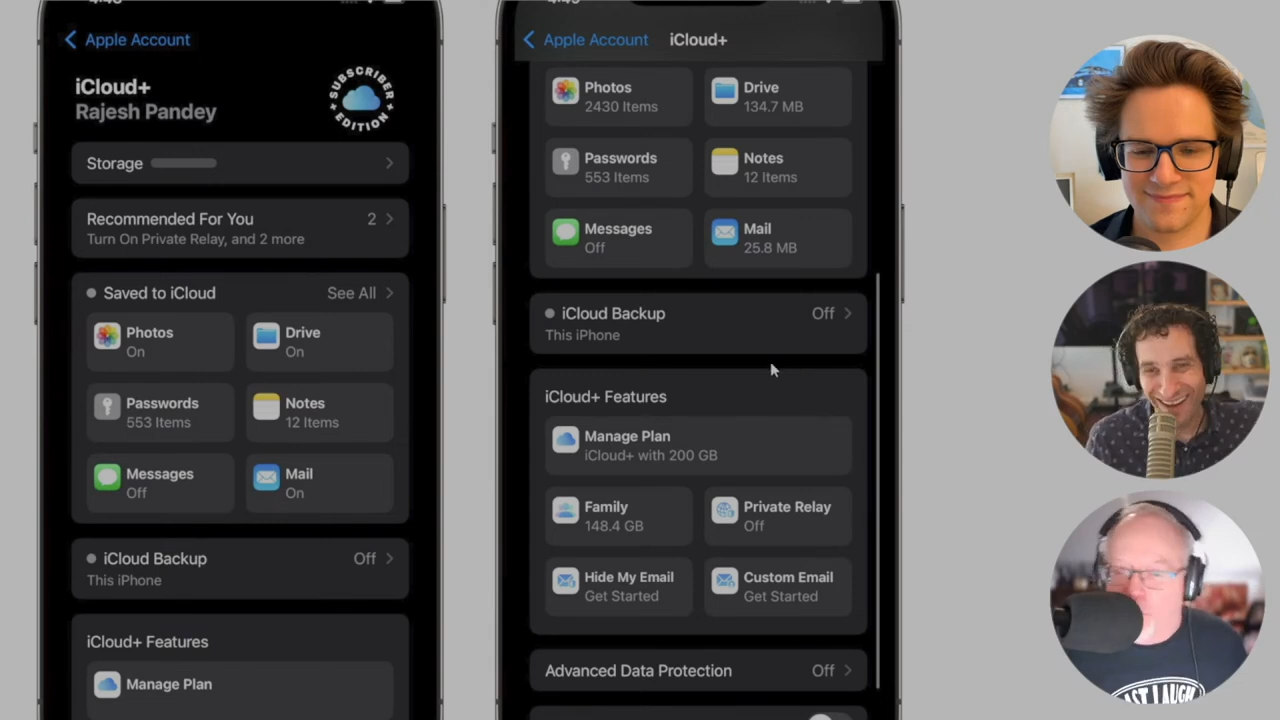 Apple Account
iCloud+
Rajesh Pandey
SUBSCRIBER
EDITION
Storage
Recommended For You
2
Turn On Private Relay, and 2 more
Saved to iCloud
See All
Photos
On
Drive
On
Passwords
553 Items
Notes
12 Items
Messages
Off
Mail
On
iCloud Backup
Off
This iPhone
iCloud+ Features
Manage Plan
Apple Account
iCloud+
Photos
2430 Items
Drive
134.7 MB
Passwords
553 Items
Notes
12 Items
Messages
Off
Mail
25.8 MB
iCloud Backup
Off
This iPhone
iCloud+ Features
Manage Plan
iCloud+ with 200 GB
Family
148.4 GB
Private Relay
Off
Hide My Email
Get Started
Custom Email
Get Started
Advanced Data Protection
Off
LAUGH